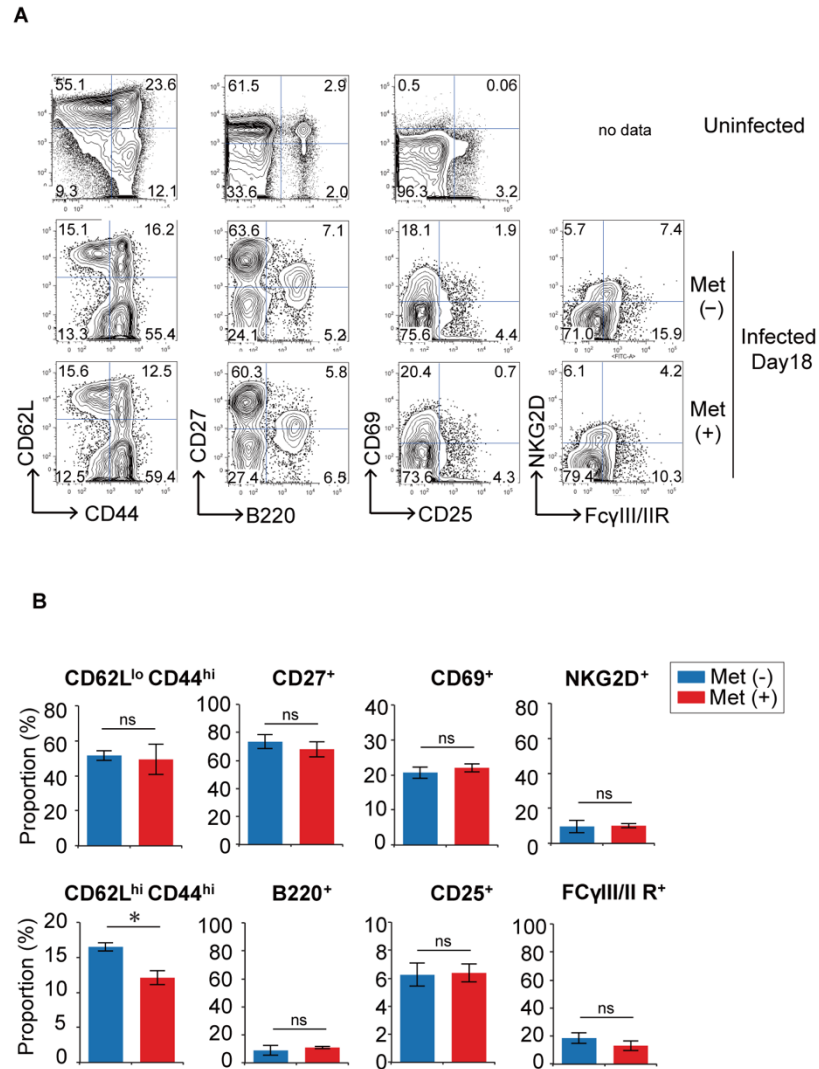 A
55.1 23.6 61.5 2.9 0.5 0.06
no data Uninfected
9.3 12.1 33.6 2.0 96.3 3.2
15.1 16.2 63.6 7.1 18.1 1.9 5.7 7.4
Met
(–)
13.3 55.4 24.1 5.2 75.6 4.4 71.0 15.9
<FITC-A>
Infected
Day18
15.6 12.5 60.3 5.8 20.4 0.7 6.1 4.2
Met
(+)
12.5 59.4 27.4 6.5 73.6 4.3 79.4 10.3
CD62L CD27 CD69 NKG2D
CD44 B220 CD25 FcγIII/IIR
B
CD62Lˡᵒ CD44ʰⁱ CD27⁺ CD69⁺ NKG2D⁺
Met (-)
Met (+)
Proportion (%)
80 100 40 80
60 80 30 60
40 60 20 40
20 40 10 20
0 20 0 0
0
ns ns ns ns
CD62Lʰⁱ CD44ʰⁱ B220⁺ CD25⁺ FCγIII/II R⁺
Proportion (%)
20 100 10 100
15 80 8 80
10 60 6 60
5 40 4 40
0 20 2 20
0 0 0
* ns ns ns